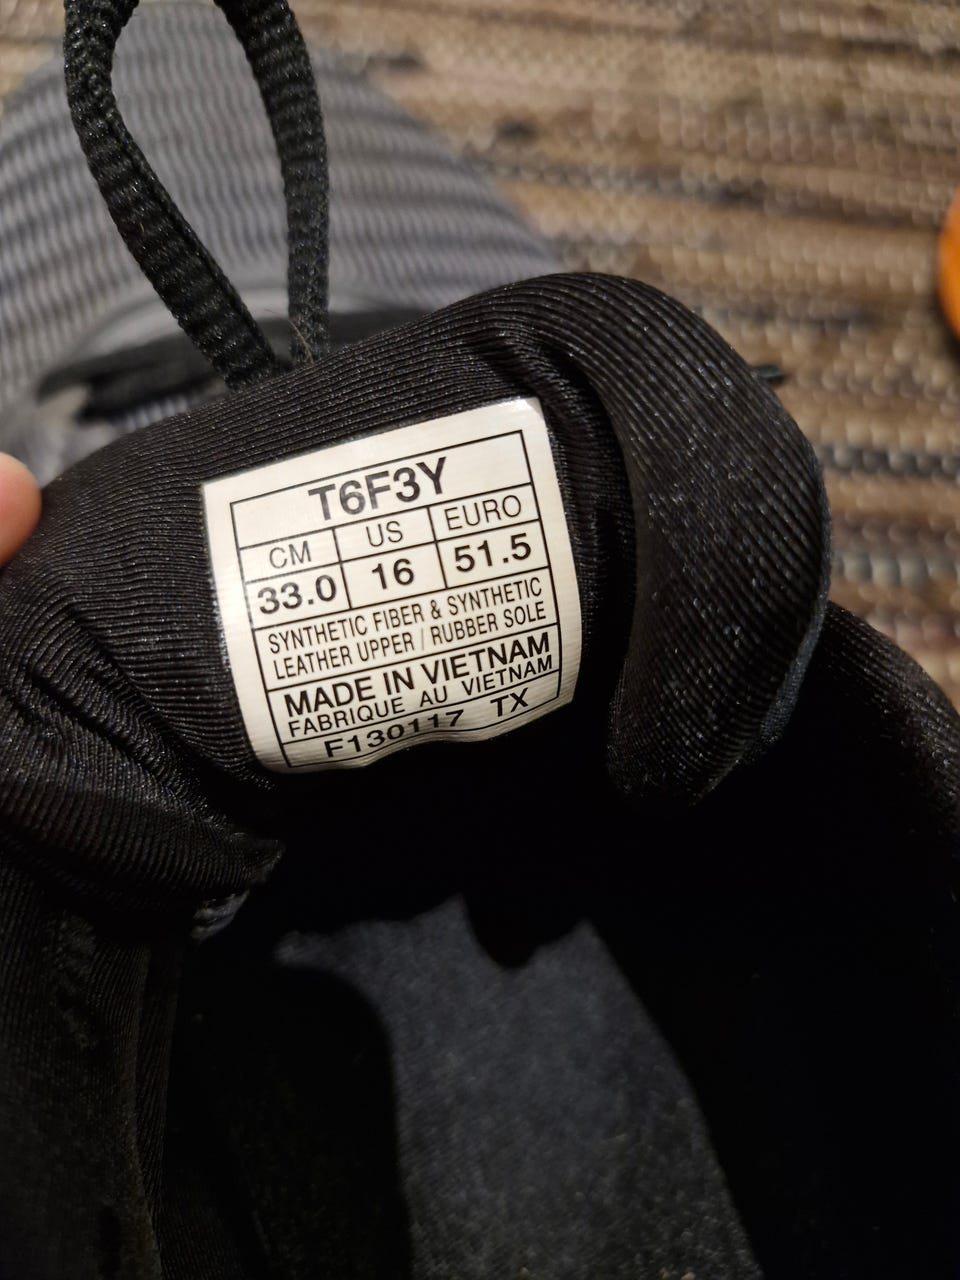 T6F3Y
CM US EURO
33.0 16 51.5
SYNTHETIC FIBER & SYNTHETIC
LEATHER UPPER / RUBBER SOLE
MADE IN VIETNAM
FABRIQUE AU VIETNAM
F130117 TX